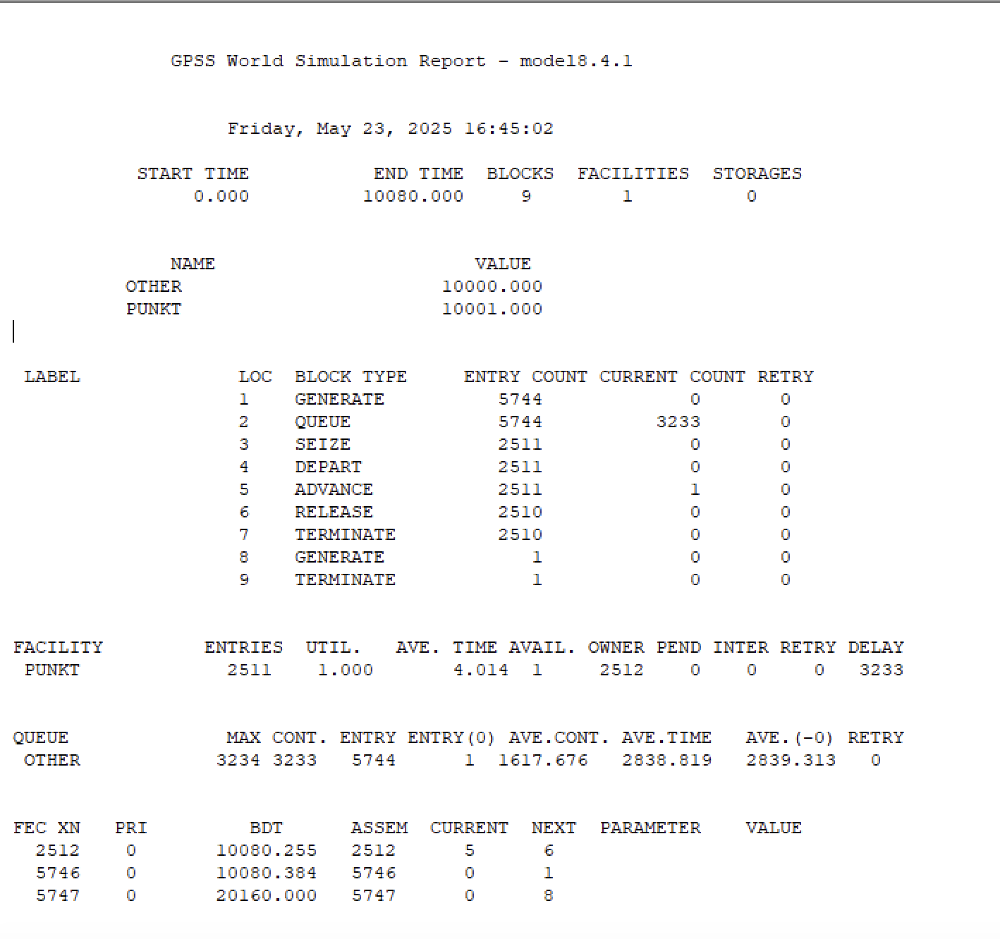 GPSS World Simulation Report - model8.4.1
Friday, May 23, 2025 16:45:02
START TIME END TIME BLOCKS FACILITIES STORAGES
0.000 10080.000 9 1 0
NAME VALUE
OTHER 10000.000
PUNKT 10001.000
LABEL LOC BLOCK TYPE ENTRY COUNT CURRENT COUNT RETRY
1 GENERATE 5744 0 0
2 QUEUE 5744 3233 0
3 SEIZE 2511 0 0
4 DEPART 2511 0 0
5 ADVANCE 2511 1 0
6 RELEASE 2510 0 0
7 TERMINATE 2510 0 0
8 GENERATE 1 0 0
9 TERMINATE 1 0 0
FACILITY ENTRIES UTIL. AVE. TIME AVAIL. OWNER PEND INTER RETRY DELAY
PUNKT 2511 1.000 4.014 1 2512 0 0 0 3233
QUEUE MAX CONT. ENTRY ENTRY(0) AVE.CONT. AVE.TIME AVE.(-0) RETRY
OTHER 3234 3233 5744 1 1617.676 2838.819 2839.313 0
FEC XN PRI BDT ASSEM CURRENT NEXT PARAMETER VALUE
2512 0 10080.255 2512 5 6
5746 0 10080.384 5746 0 1
5747 0 20160.000 5747 0 8